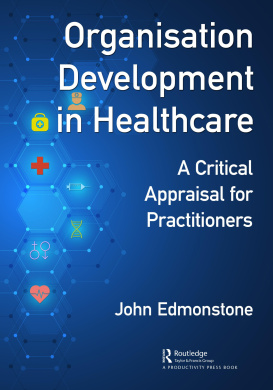 Organisation
Development
in Healthcare
A Critical
Appraisal for
Practitioners
John Edmonstone
R Routledge
Taylor & Francis Group
A PRODUCTIVITY PRESS BOOK